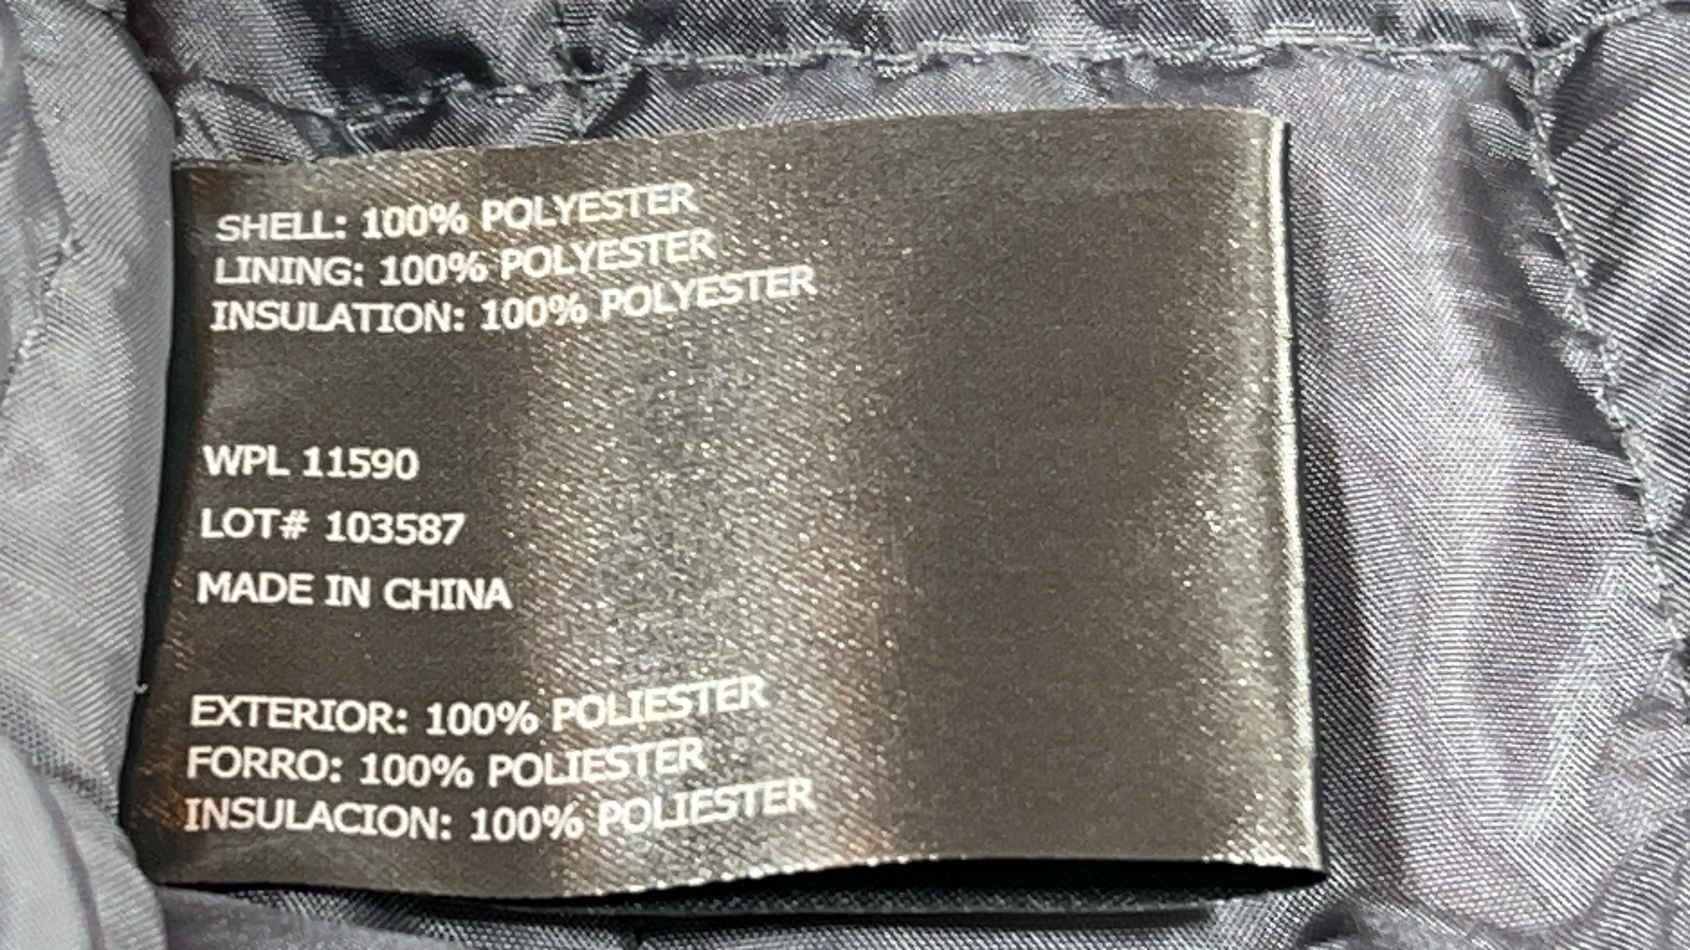 SHELL: 100% POLYESTER
LINING: 100% POLYESTER
INSULATION: 100% POLYESTER
WPL 11590
LOT# 103587
MADE IN CHINA
EXTERIOR: 100% POLIESTER
FORRO: 100% POLIESTER
INSULACION: 100% POLIESTER